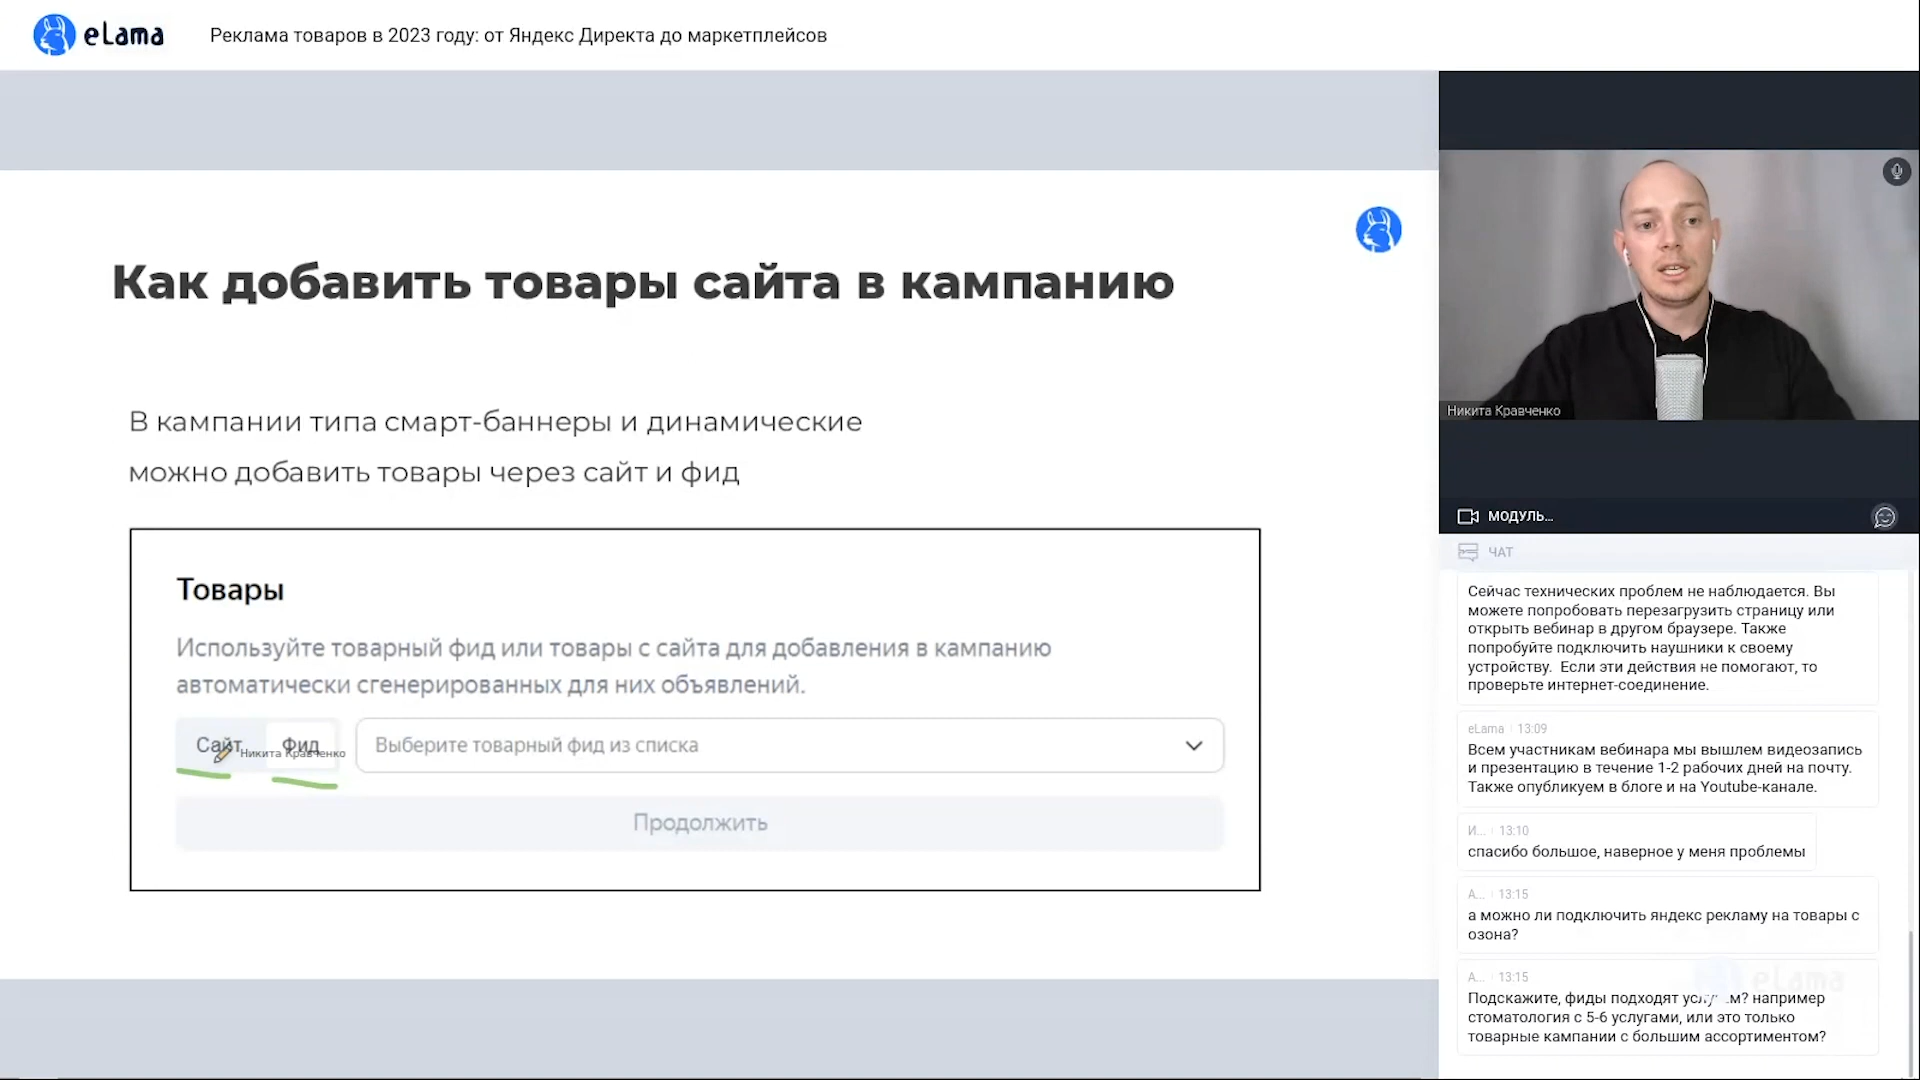 eLama
Реклама товаров в 2023 году: от Яндекс Директа до маркетплейсов
Как добавить товары сайта в кампанию
В кампании типа смарт-баннеры и динамические
можно добавить товары через сайт и фид
Товары
Используйте товарный фид или товары с сайта для добавления в кампанию
автоматически сгенерированных для них объявлений.
Сайт
Фид
Никита Кравченко
Выберите товарный фид из списка
Продолжить
Никита Кравченко
МОДУЛЬ...
ЧАТ
Сейчас технических проблем не наблюдается. Вы
можете попробовать перезагрузить страницу или
открыть вебинар в другом браузере. Также
попробуйте подключить наушники к своему
устройству. Если эти действия не помогают, то
проверьте интернет-соединение.
eLama 13:09
Всем участникам вебинара мы вышлем видеозапись
и презентацию в течение 1-2 рабочих дней на почту.
Также опубликуем в блоге и на Youtube-канале.
И... 13:10
спасибо большое, наверное у меня проблемы
А... 13:15
а можно ли подключить яндекс рекламу на товары с
озона?
А... 13:15
Подскажите, фиды подходят услугам? например
стоматология с 5-6 услугами, или это только
товарные кампании с большим ассортиментом?
eLama